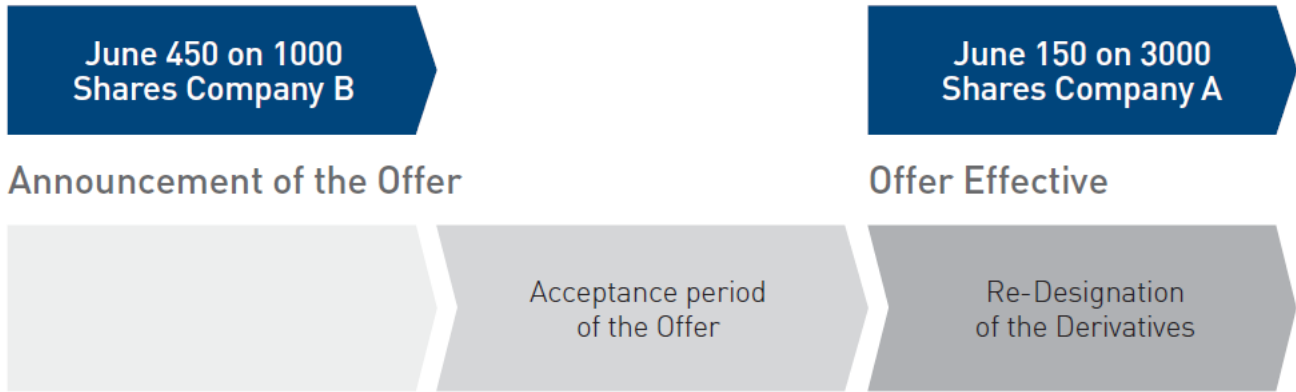 June 450 on 1000
Shares Company B
June 150 on 3000
Shares Company A
Announcement of the Offer
Offer Effective
Acceptance period
of the Offer
Re-Designation
of the Derivatives